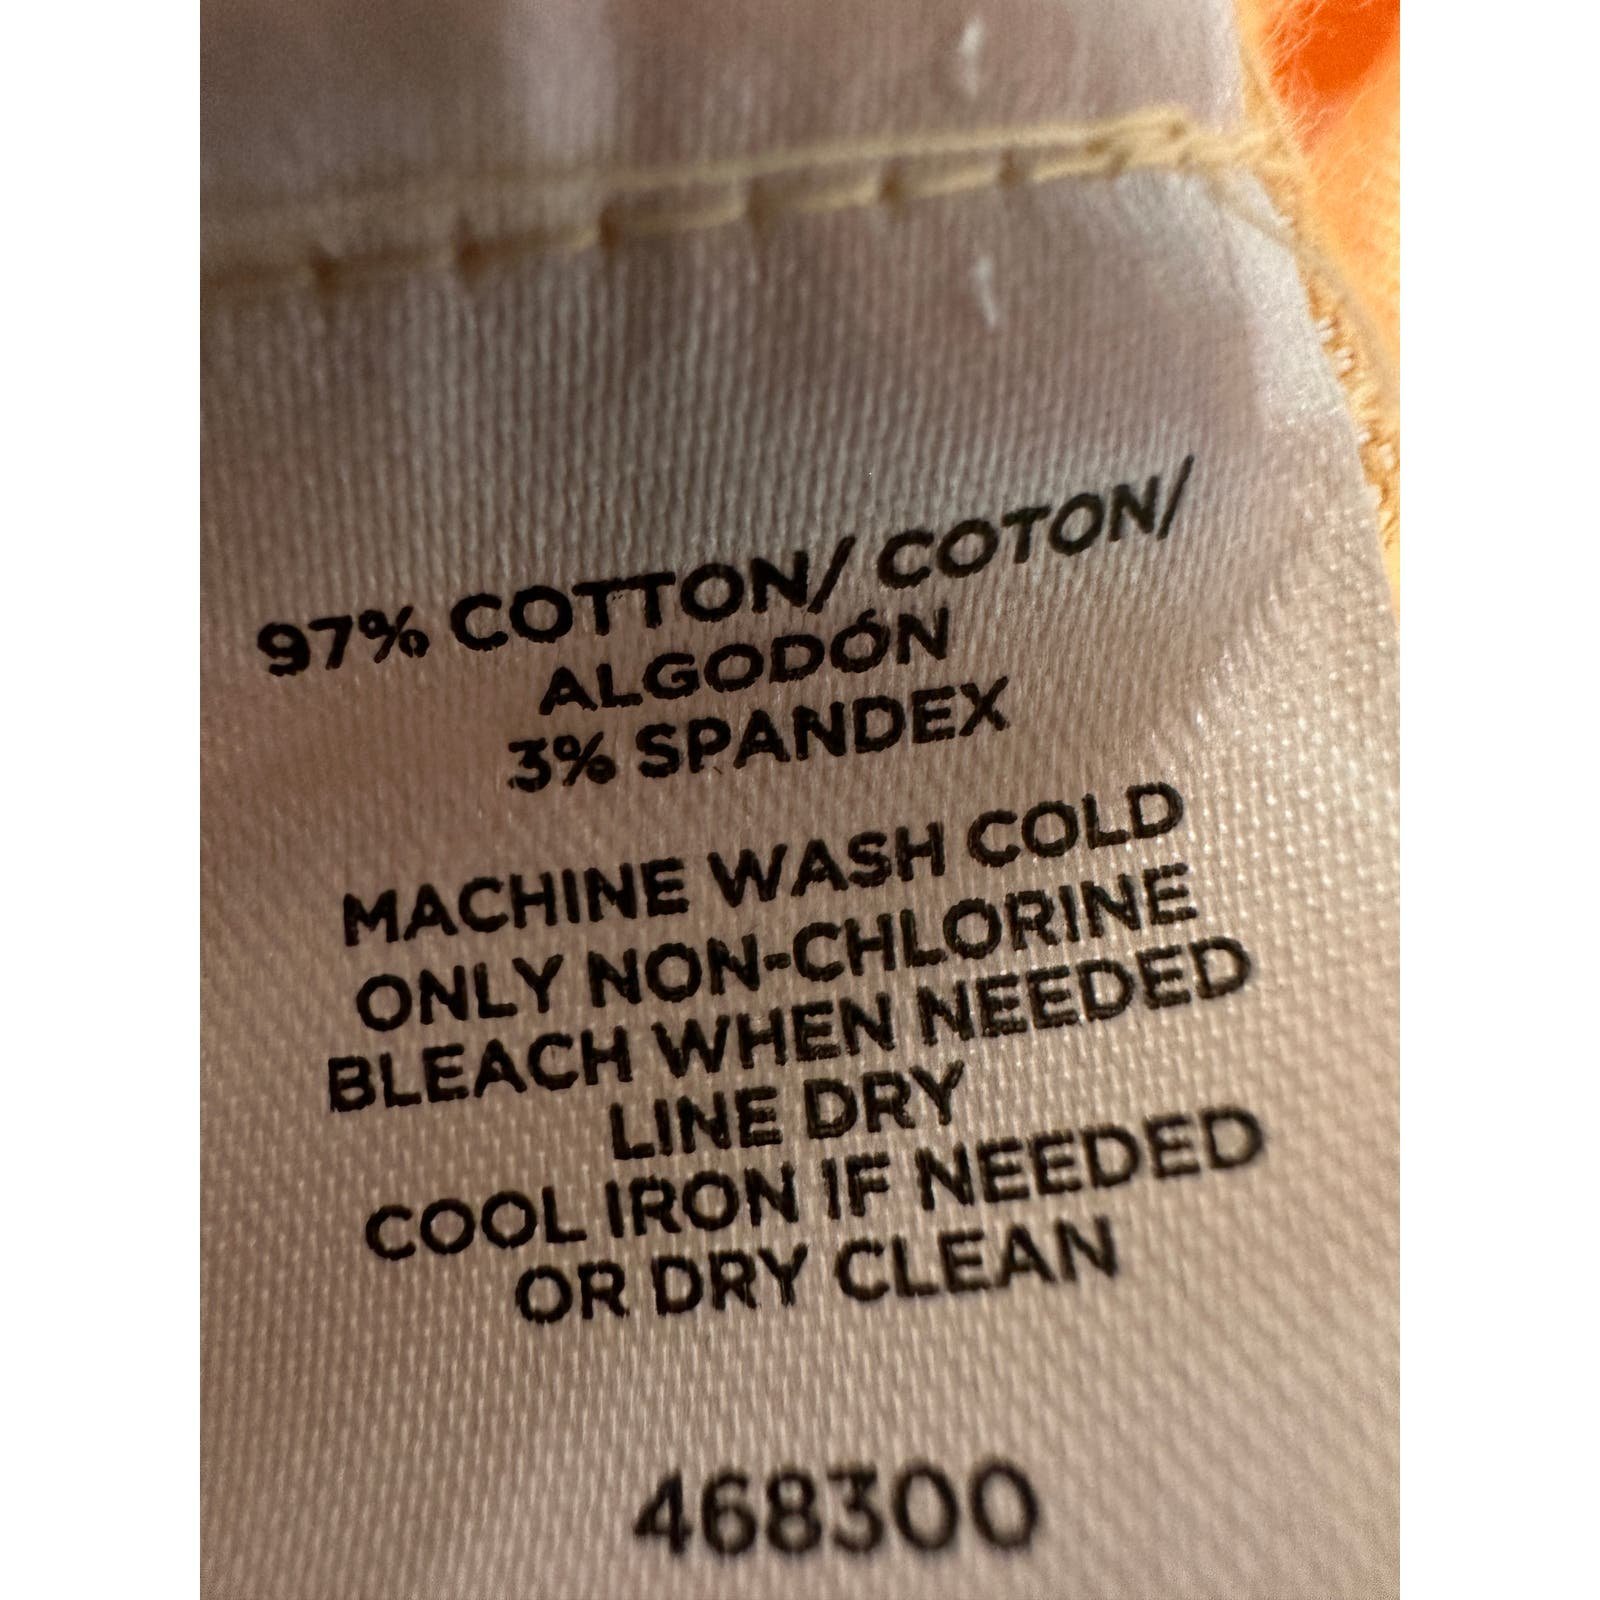 97% COTTON/ COTON/
ALGODÓN
3% SPANDEX
MACHINE WASH COLD
ONLY NON-CHLORINE
BLEACH WHEN NEEDED
LINE DRY
COOL IRON IF NEEDED
OR DRY CLEAN
468300